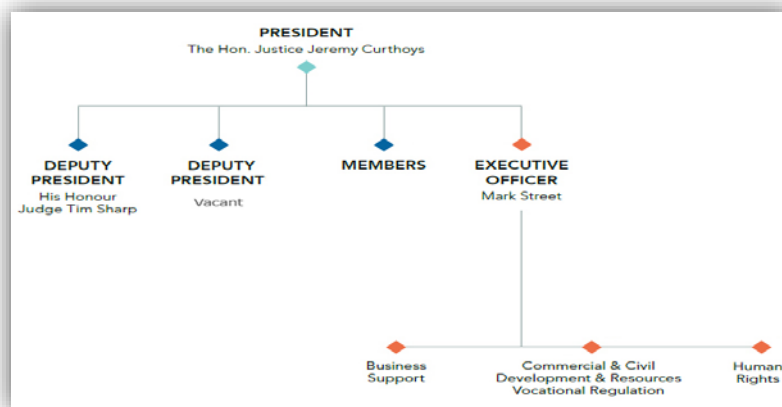 PRESIDENT
The Hon. Justice Jeremy Curthoys
DEPUTY
PRESIDENT
His Honour
Judge Tim Sharp
DEPUTY
PRESIDENT
Vacant
MEMBERS
EXECUTIVE
OFFICER
Mark Street
Business
Support
Commercial & Civil
Development & Resources
Vocational Regulation
Human
Rights